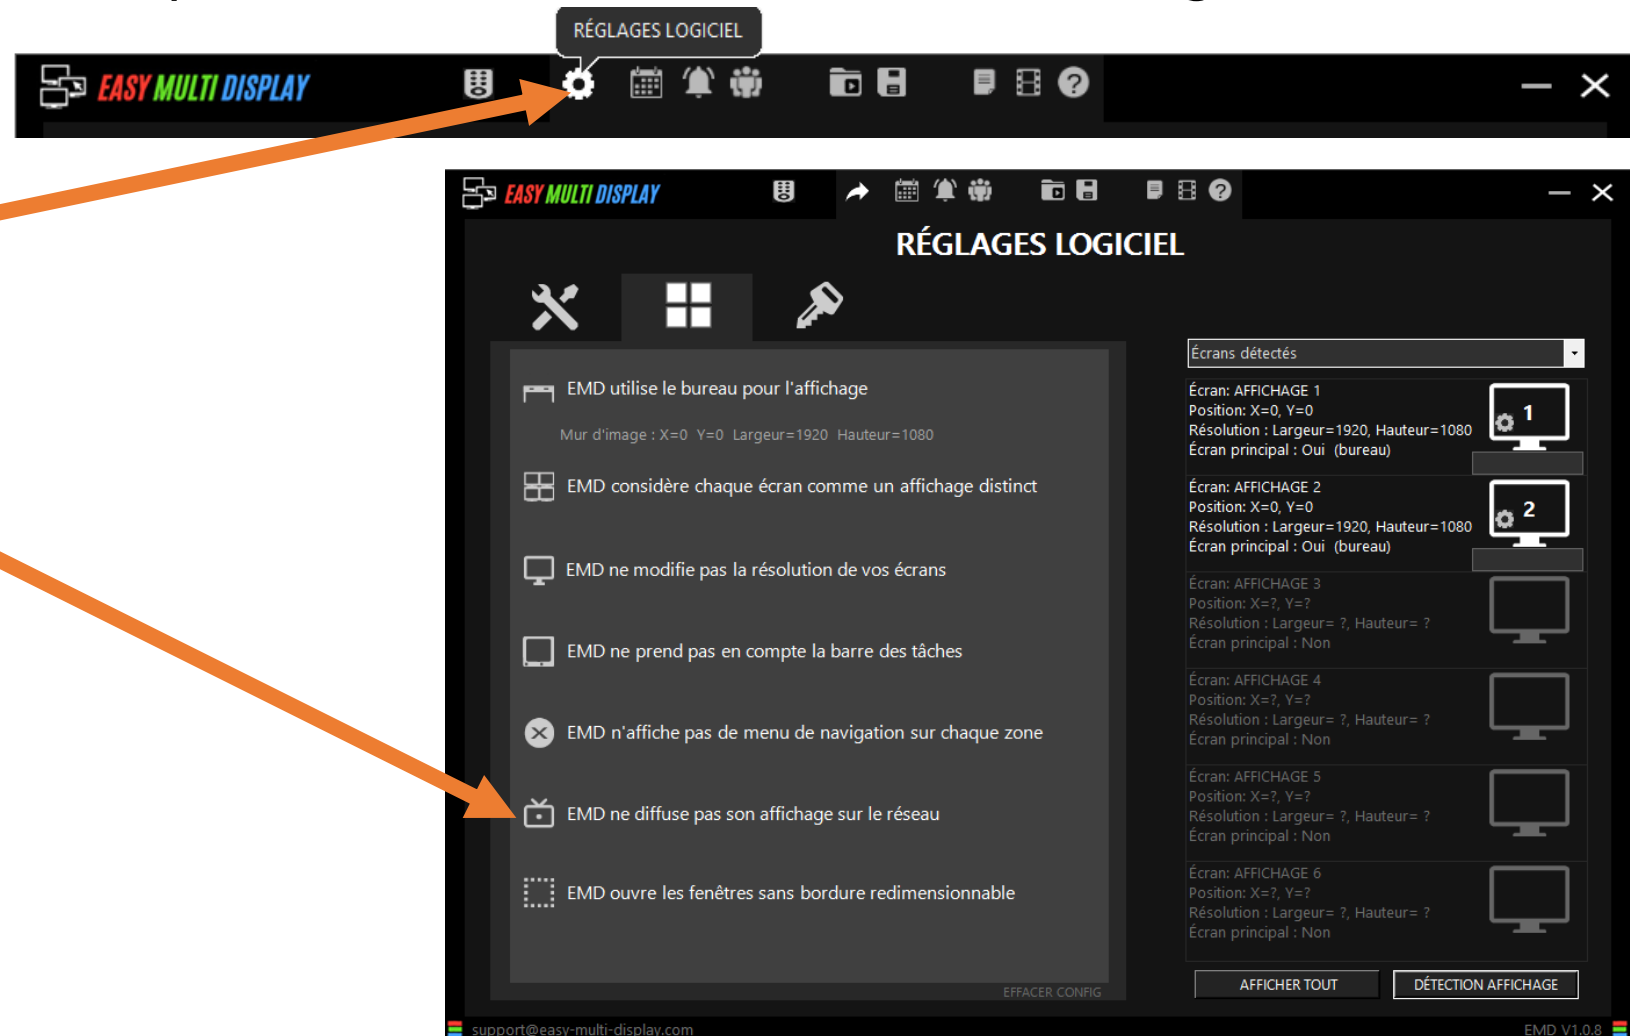 RÉGLAGES LOGICIEL
EASY MULTI DISPLAY
EASY MULTI DISPLAY
RÉGLAGES LOGICIEL
EMD utilise le bureau pour l'affichage
Mur d'image : X=0 Y=0 Largeur=1920 Hauteur=1080
EMD considère chaque écran comme un affichage distinct
EMD ne modifie pas la résolution de vos écrans
EMD ne prend pas en compte la barre des tâches
EMD n'affiche pas de menu de navigation sur chaque zone
EMD ne diffuse pas son affichage sur le réseau
EMD ouvre les fenêtres sans bordure redimensionnable
EFFACER CONFIG
Écrans détectés
Écran: AFFICHAGE 1
Position: X=0, Y=0
Résolution : Largeur=1920, Hauteur=1080
Écran principal : Oui (bureau)
1
Écran: AFFICHAGE 2
Position: X=0, Y=0
Résolution : Largeur=1920, Hauteur=1080
Écran principal : Oui (bureau)
2
Écran: AFFICHAGE 3
Position: X=?, Y=?
Résolution : Largeur= ?, Hauteur= ?
Écran principal : Non
Écran: AFFICHAGE 4
Position: X=?, Y=?
Résolution : Largeur= ?, Hauteur= ?
Écran principal : Non
Écran: AFFICHAGE 5
Position: X=?, Y=?
Résolution : Largeur= ?, Hauteur= ?
Écran principal : Non
Écran: AFFICHAGE 6
Position: X=?, Y=?
Résolution : Largeur= ?, Hauteur= ?
Écran principal : Non
AFFICHER TOUT
DÉTECTION AFFICHAGE
support@easy-multi-display.com
EMD V1.0.8